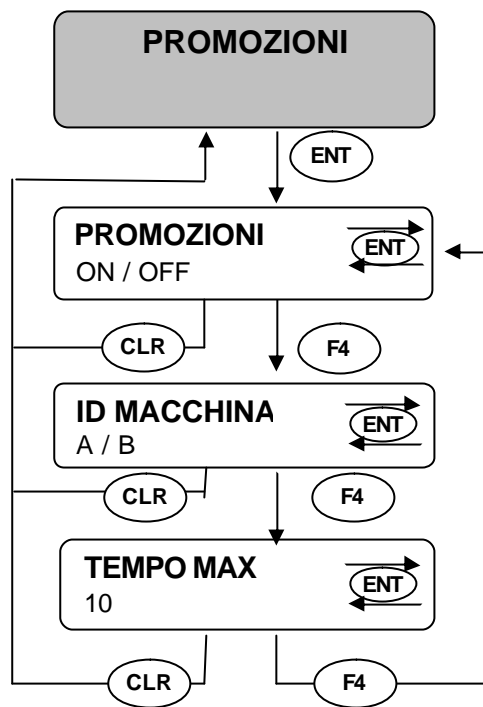 PROMOZIONI
ENT
PROMOZIONI
ENT
ON / OFF
CLR
F4
ID MACCHINA
ENT
A / B
CLR
F4
TEMPO MAX
ENT
10
CLR
F4